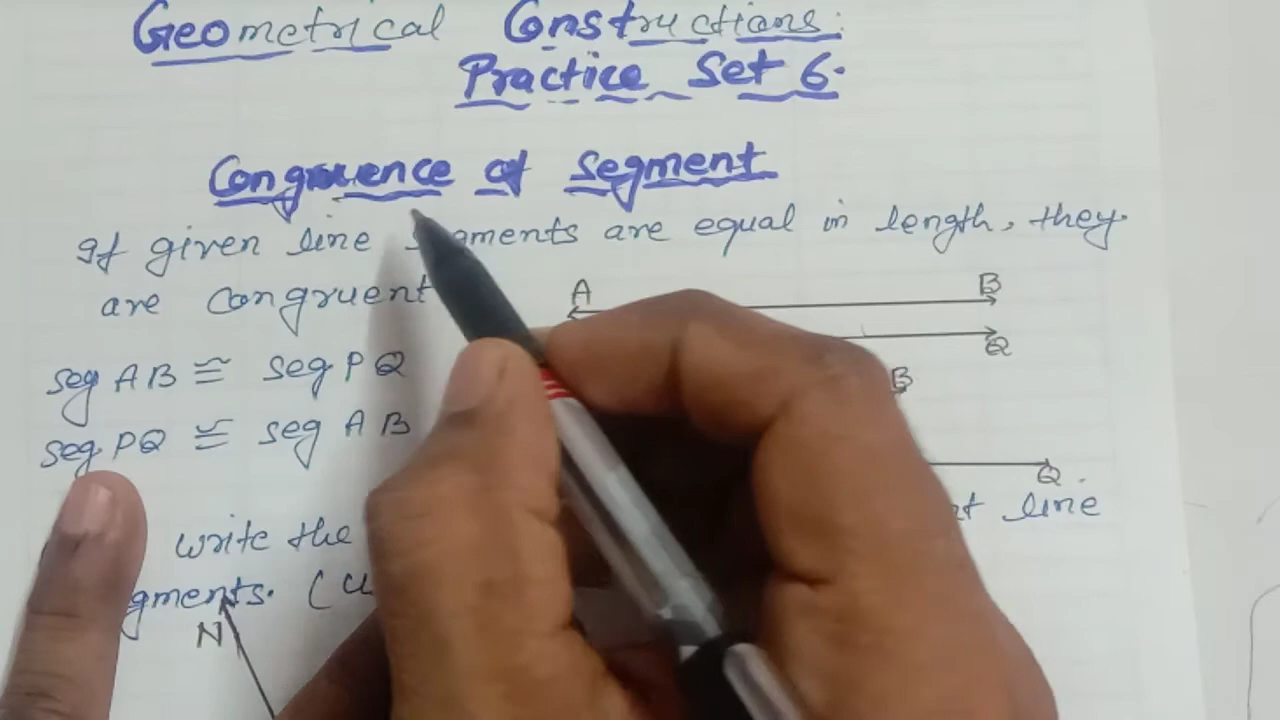 Geometrical Constructions.
Practice Set 6.
Congruence of Segment
If given line segments are equal in length, they
are congruent
A B
Q
seg AB ≅ seg PQ
B
seg PQ ≅ seg AB
Q
write the line
N